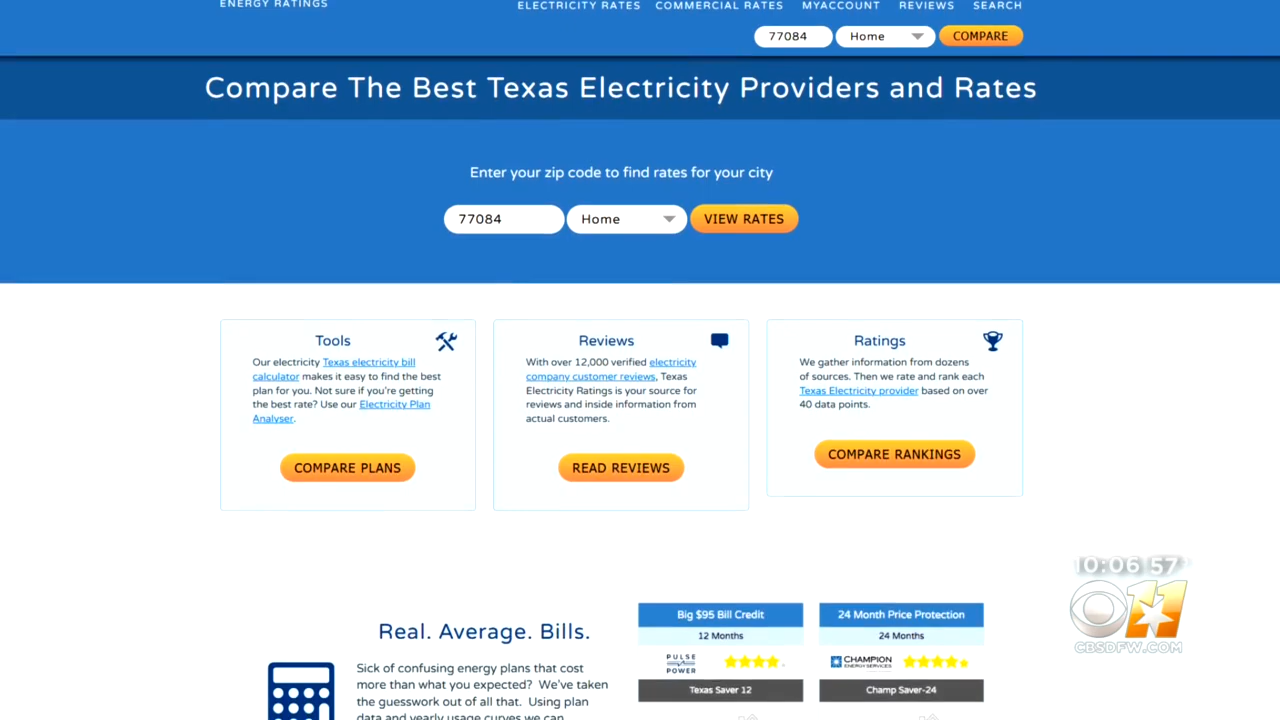 ENERGY RATINGS
ELECTRICITY RATES COMMERCIAL RATES MYACCOUNT REVIEWS SEARCH
77084 Home COMPARE
Compare The Best Texas Electricity Providers and Rates
Enter your zip code to find rates for your city
77084 Home VIEW RATES
Tools
Our electricity Texas electricity bill
calculator makes it easy to find the best
plan for you. Not sure if you're getting
the best rate? Use our Electricity Plan
Analyser.
COMPARE PLANS
Reviews
With over 12,000 verified electricity
company customer reviews, Texas
Electricity Ratings is your source for
reviews and inside information from
actual customers.
READ REVIEWS
Ratings
We gather information from dozens
of sources. Then we rate and rank each
Texas Electricity provider based on over
40 data points.
COMPARE RANKINGS
Real. Average. Bills.
Sick of confusing energy plans that cost
more than what you expected? We've taken
the guesswork out of all that. Using plan
data and yearly usage curves we can
Big $95 Bill Credit
12 Months
PULSE
POWER
Texas Saver 12
24 Month Price Protection
24 Months
CHAMPION
ENERGY SERVICES
Champ Saver-24
10:06:57
11
CBSDFW.COM